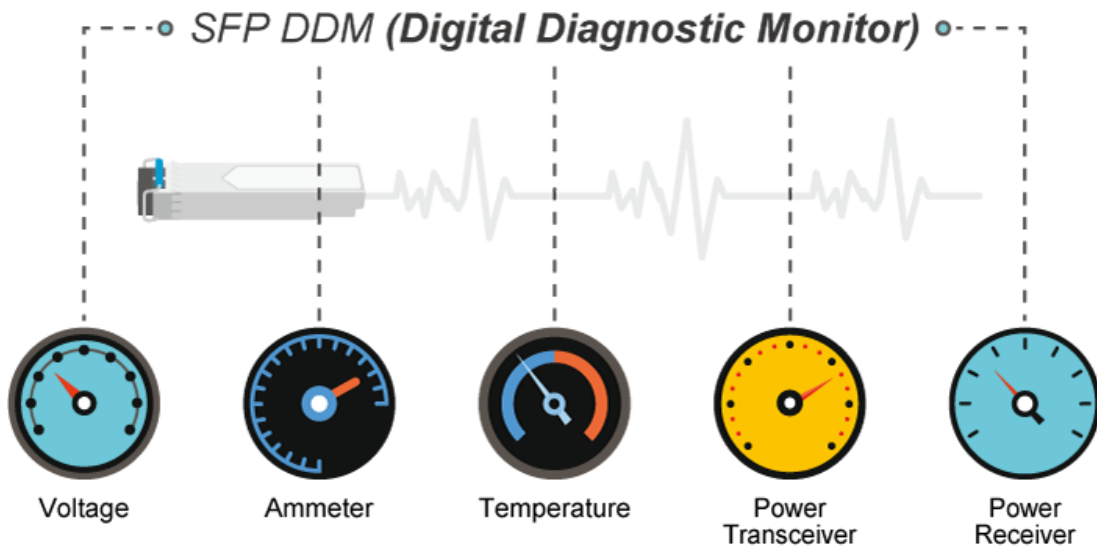 SFP DDM (Digital Diagnostic Monitor)
Voltage
Ammeter
Temperature
Power
Transceiver
Power
Receiver